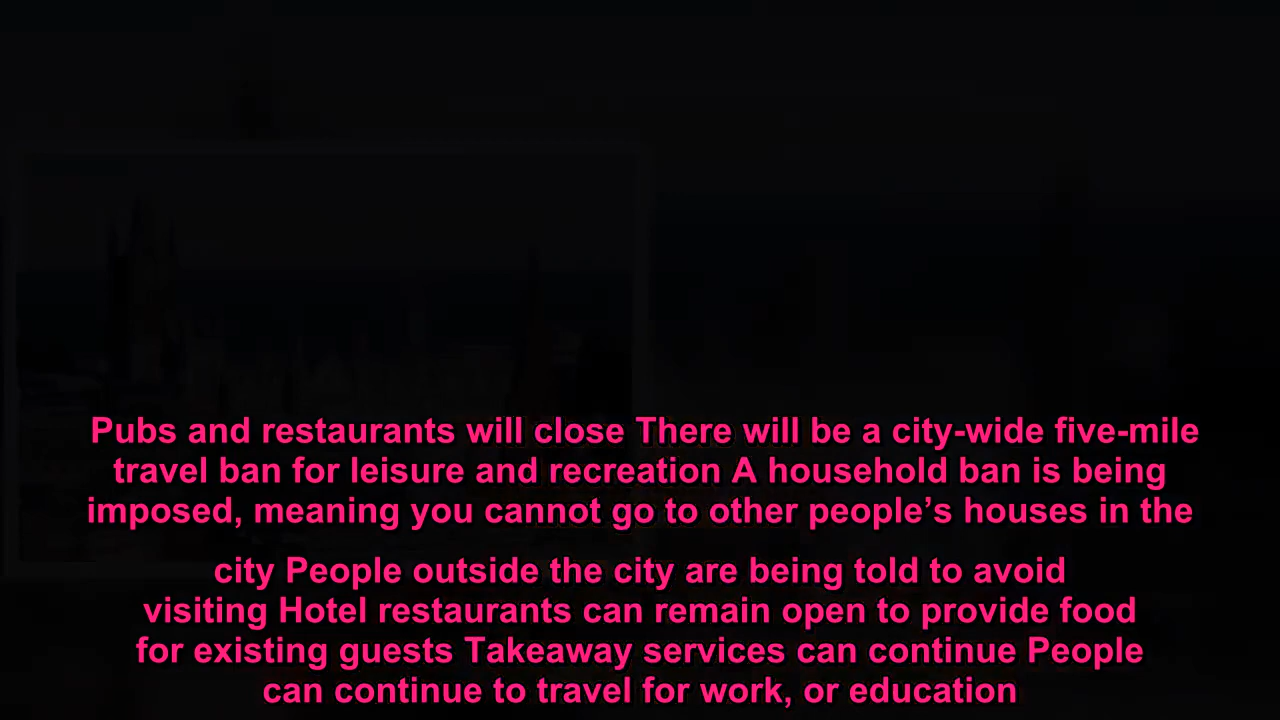 Pubs and restaurants will close There will be a city-wide five-mile
travel ban for leisure and recreation A household ban is being
imposed, meaning you cannot go to other people’s houses in the
city People outside the city are being told to avoid
visiting Hotel restaurants can remain open to provide food
for existing guests Takeaway services can continue People
can continue to travel for work, or education